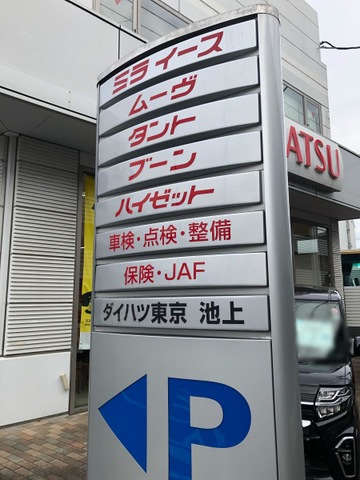 ミラ イース
ムーヴ
タント
ブーン
ハイゼット
車検・点検・整備
保険・JAF
ダイハツ東京 池上
P
ATSU